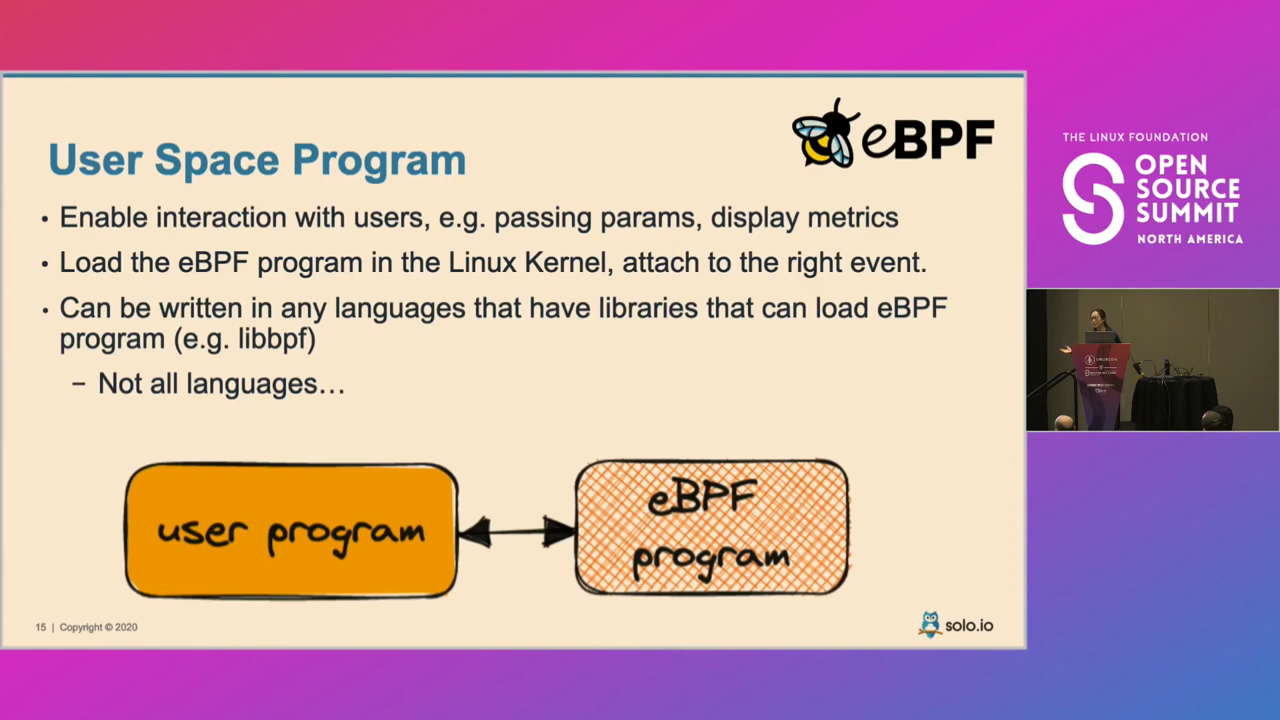 eBPF
User Space Program
• Enable interaction with users, e.g. passing params, display metrics
• Load the eBPF program in the Linux Kernel, attach to the right event.
• Can be written in any languages that have libraries that can load eBPF
program (e.g. libbpf)
– Not all languages…
user program
eBPF
program
15 | Copyright © 2020
solo.io
THE LINUX FOUNDATION
OPEN
SOURCE
SUMMIT
NORTH AMERICA